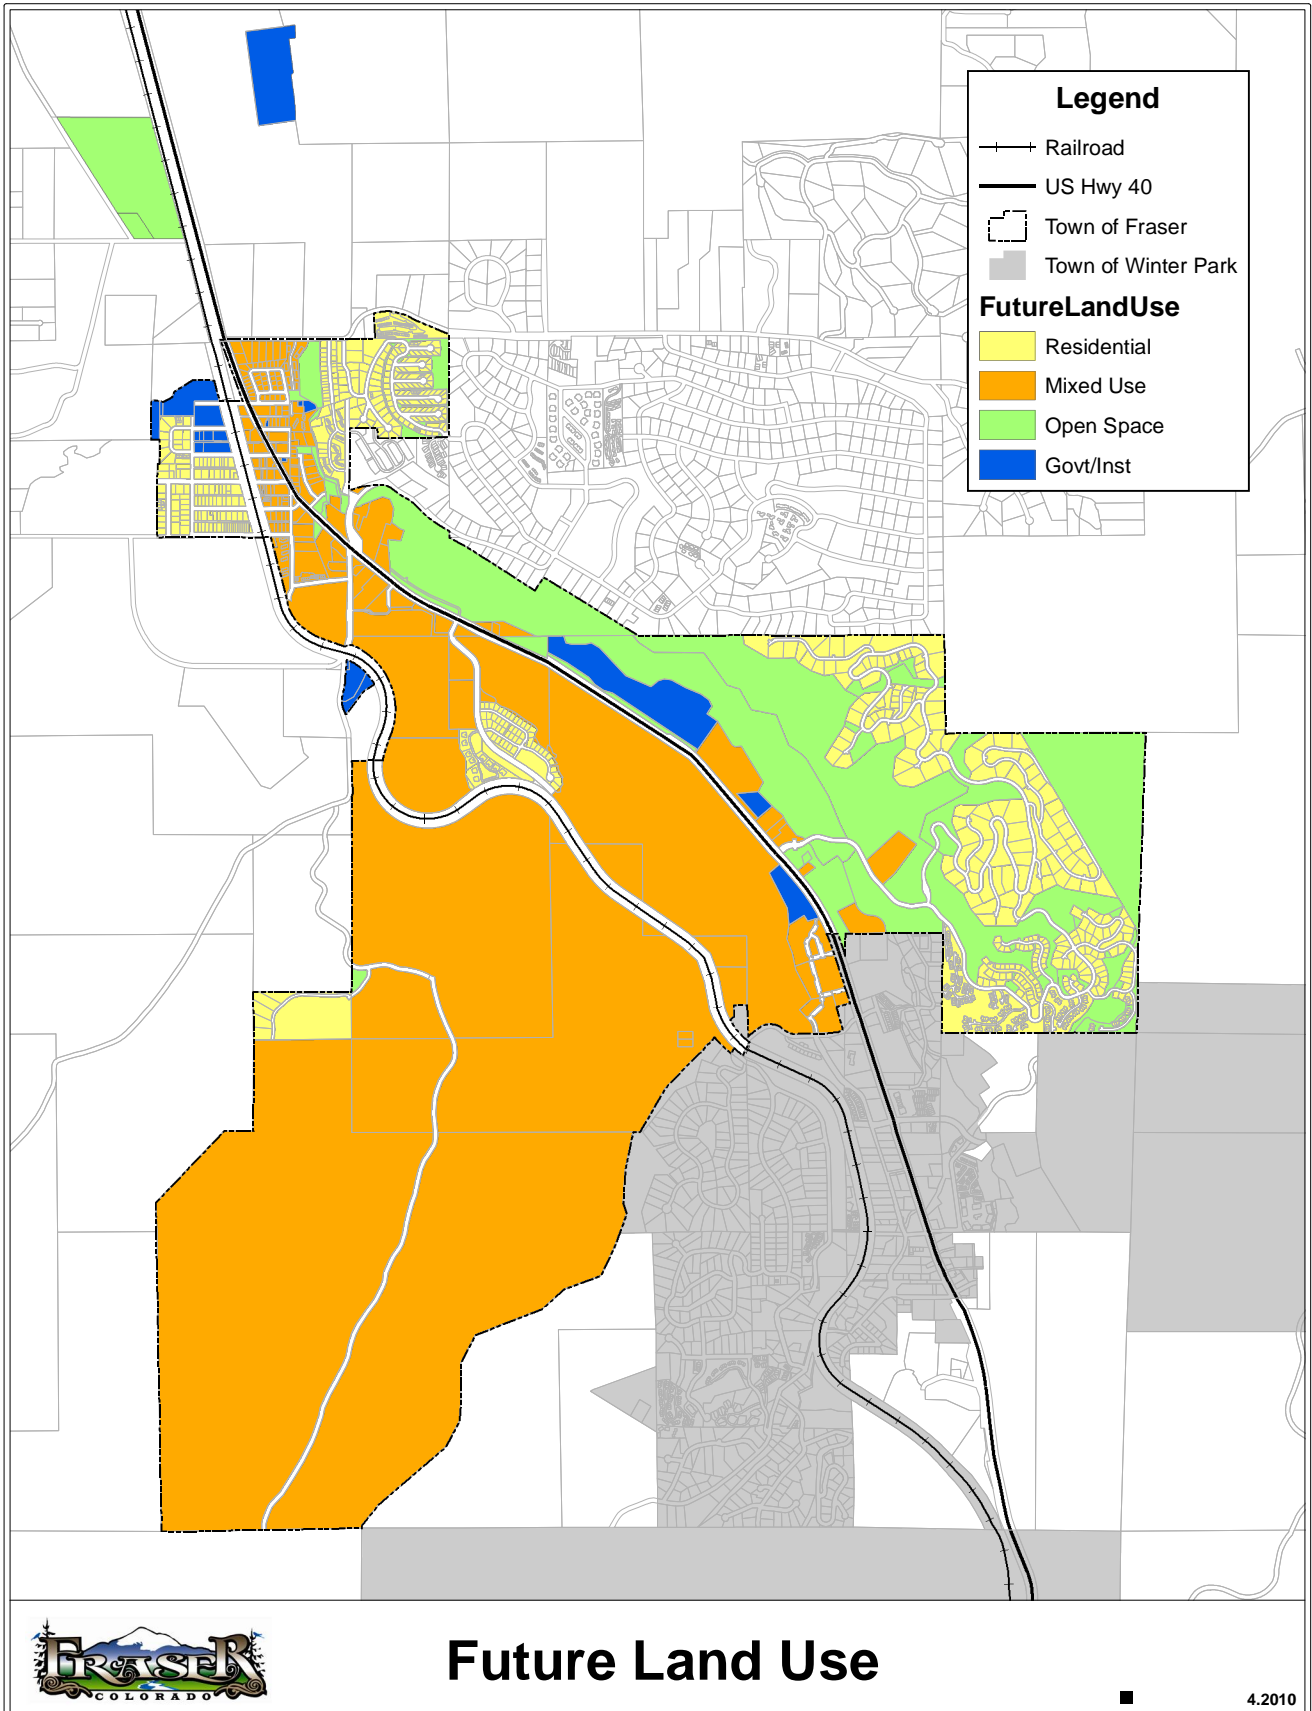 Legend
Railroad
US Hwy 40
Town of Fraser
Town of Winter Park
FutureLandUse
Residential
Mixed Use
Open Space
Govt/Inst
FRASER
COLORADO
Future Land Use
4.2010